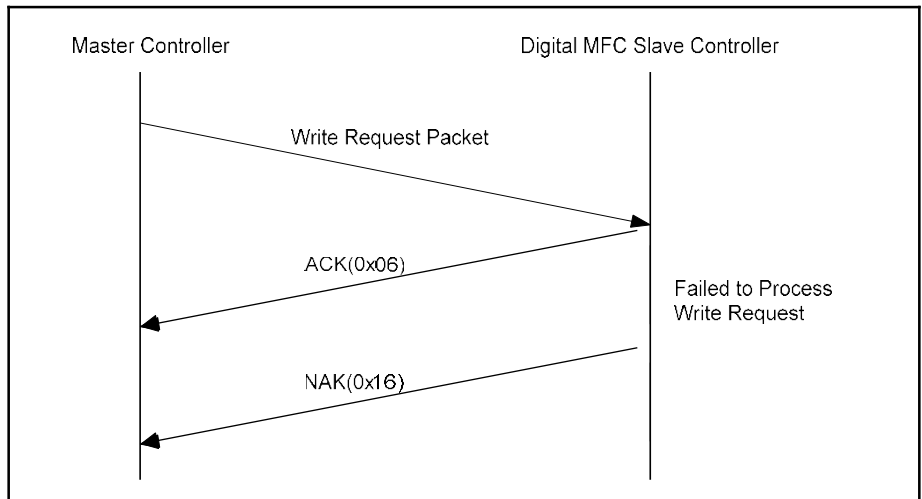 Master Controller
Digital MFC Slave Controller
Write Request Packet
ACK(0x06)
Failed to Process
Write Request
NAK(0x16)